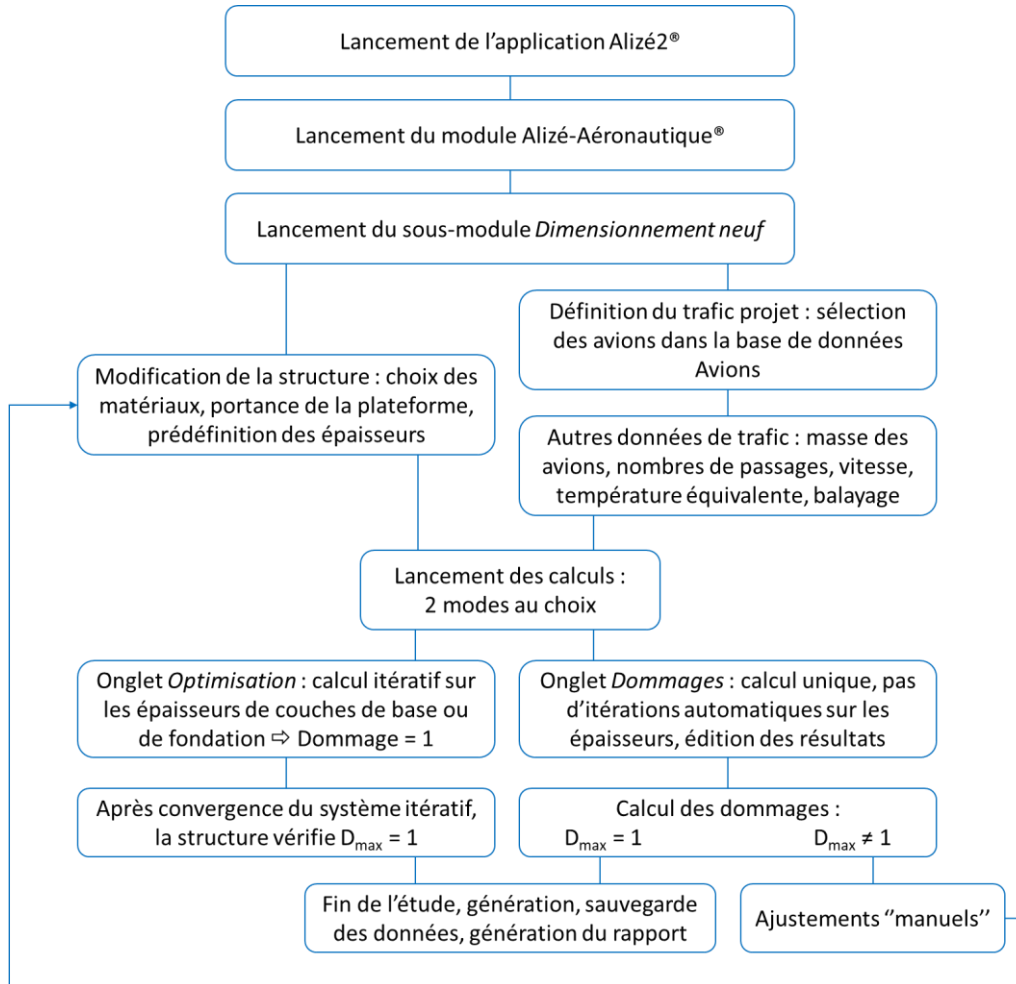 Lancement de l’application Alizé2®
Lancement du module Alizé-Aéronautique®
Lancement du sous-module Dimensionnement neuf
Définition du trafic projet : sélection
des avions dans la base de données
Avions
Modification de la structure : choix des
matériaux, portance de la plateforme,
prédéfinition des épaisseurs
Autres données de trafic : masse des
avions, nombres de passages, vitesse,
température équivalente, balayage
Lancement des calculs :
2 modes au choix
Onglet Optimisation : calcul itératif sur
les épaisseurs de couches de base ou
de fondation ⇨ Dommage = 1
Onglet Dommages : calcul unique, pas
d’itérations automatiques sur les
épaisseurs, édition des résultats
Après convergence du système itératif,
la structure vérifie Dmax = 1
Calcul des dommages :
Dmax = 1 Dmax ≠ 1
Fin de l’étude, génération, sauvegarde
des données, génération du rapport
Ajustements ‘’manuels’’